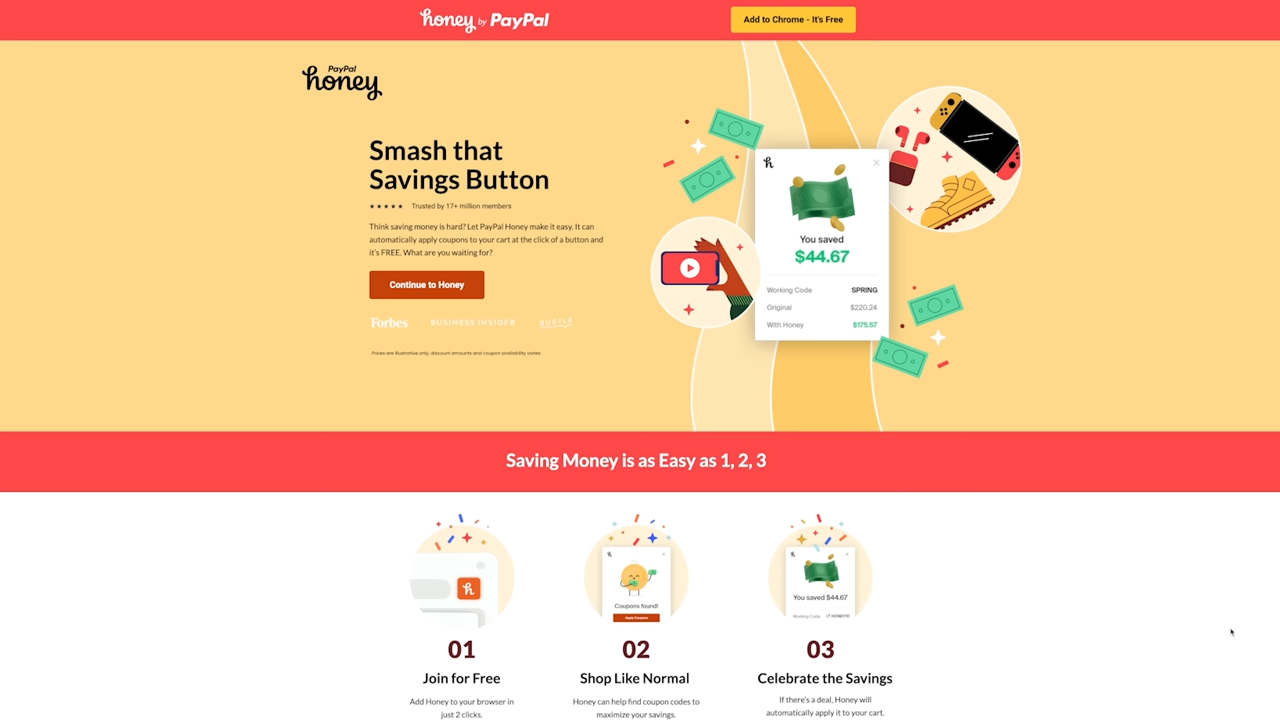 honey by PayPal
Add to Chrome - It's Free
PayPal
honey
Smash that
Savings Button
★★★★★ Trusted by 17+ million members
Think saving money is hard? Let PayPal Honey make it easy. It can
automatically apply coupons to your cart at the click of a button and
it's FREE. What are you waiting for?
Continue to Honey
Forbes BUSINESS INSIDER BUSTLE
Prices are illustrative only; discount amounts and coupon availability varies
h
You saved
$44.67
Working Code SPRING
Original $220.24
With Honey $175.57
Saving Money is as Easy as 1, 2, 3
h
01
Join for Free
Add Honey to your browser in
just 2 clicks.
h
Coupons found!
Apply Coupons
02
Shop Like Normal
Honey can help find coupon codes to
maximize your savings.
h
You saved $44.67
Working Code
03
Celebrate the Savings
If there's a deal, Honey will
automatically apply it to your cart.